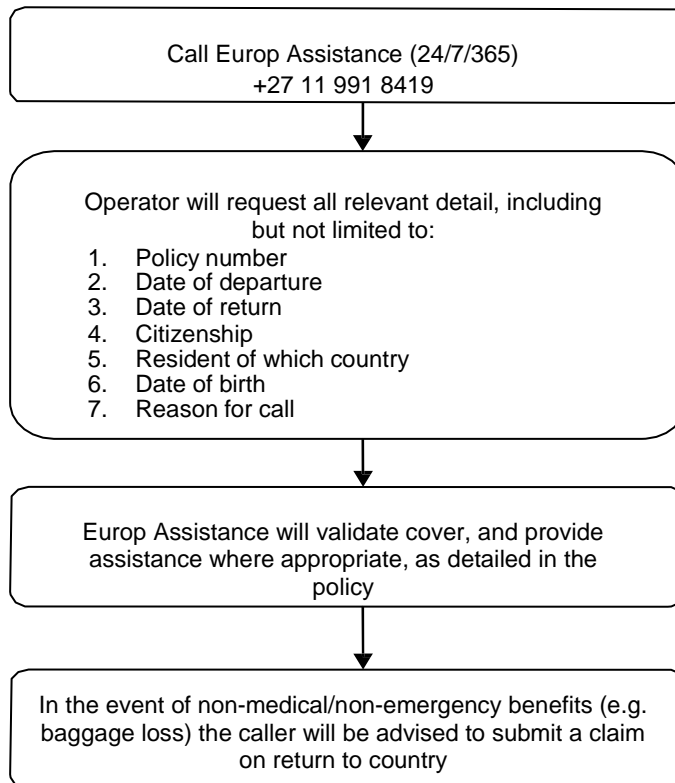 Call Europ Assistance (24/7/365)
+27 11 991 8419
Operator will request all relevant detail, including
but not limited to:
1. Policy number
2. Date of departure
3. Date of return
4. Citizenship
5. Resident of which country
6. Date of birth
7. Reason for call
Europ Assistance will validate cover, and provide
assistance where appropriate, as detailed in the
policy
In the event of non-medical/non-emergency benefits (e.g.
baggage loss) the caller will be advised to submit a claim
on return to country